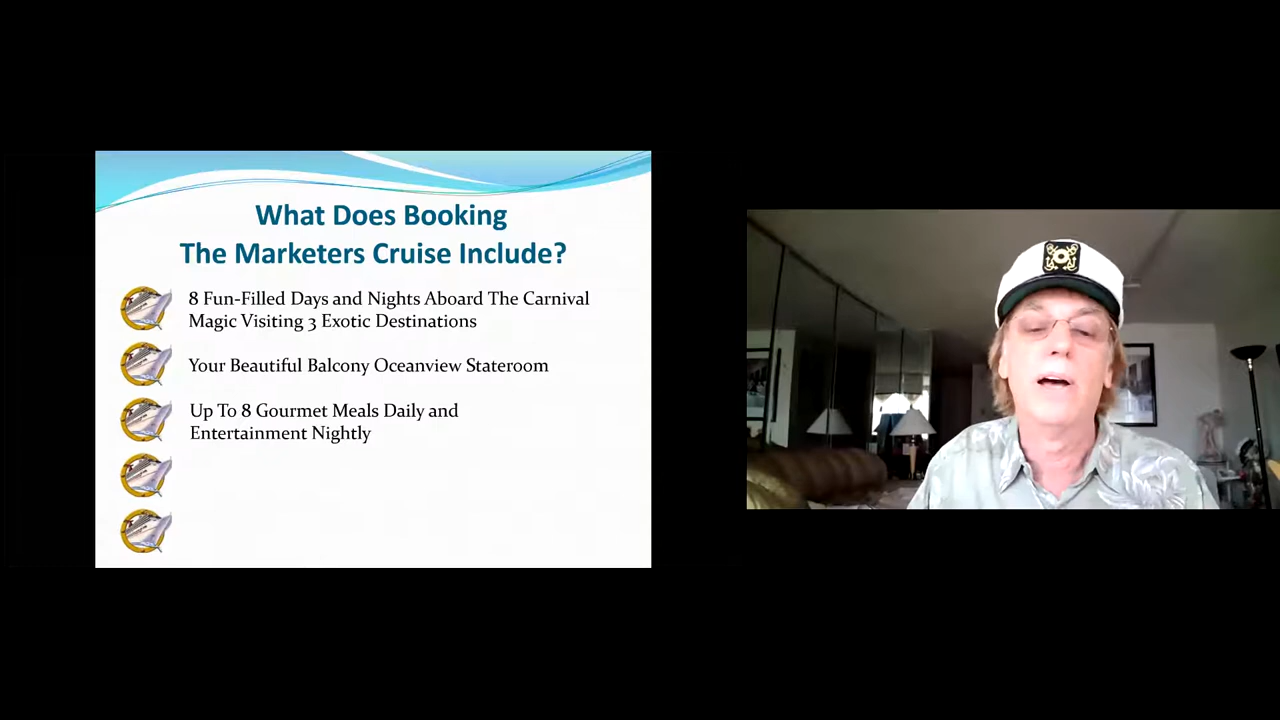 What Does Booking
The Marketers Cruise Include?
8 Fun-Filled Days and Nights Aboard The Carnival
Magic Visiting 3 Exotic Destinations
Your Beautiful Balcony Oceanview Stateroom
Up To 8 Gourmet Meals Daily and
Entertainment Nightly